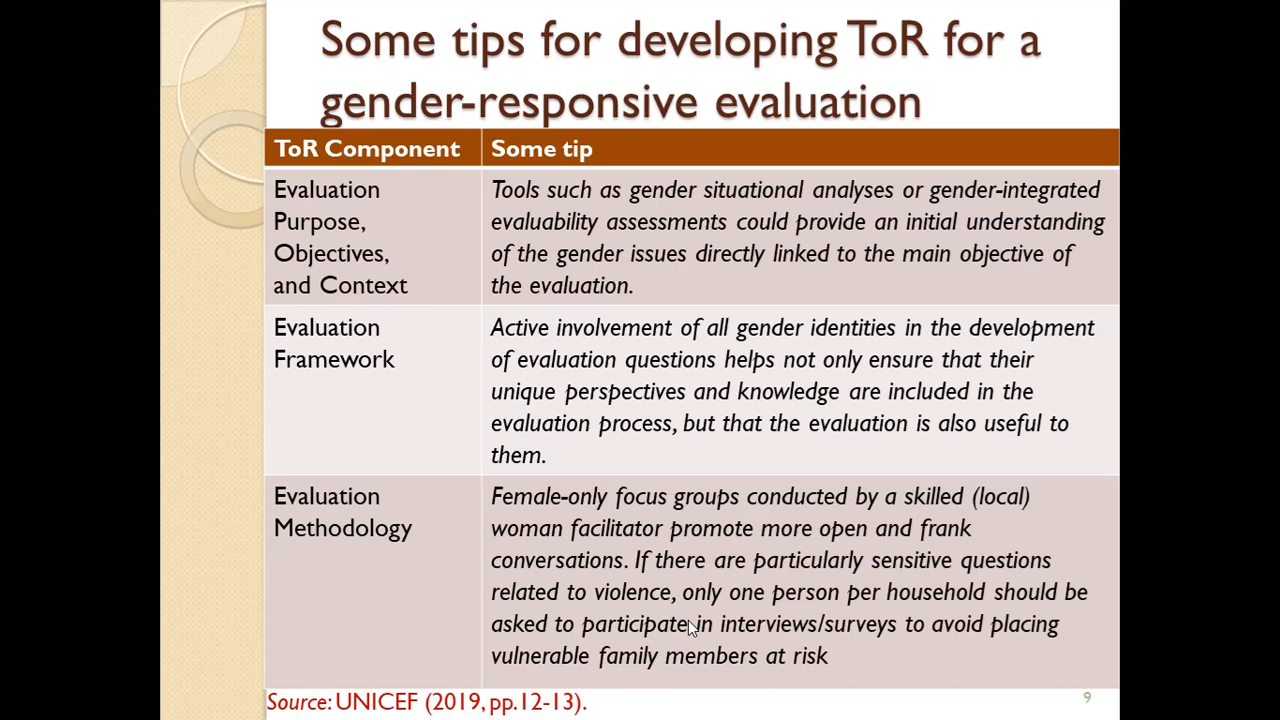 Some tips for developing ToR for a
gender-responsive evaluation
ToR Component
Some tip
Evaluation
Purpose,
Objectives,
and Context
Tools such as gender situational analyses or gender-integrated
evaluability assessments could provide an initial understanding
of the gender issues directly linked to the main objective of
the evaluation.
Evaluation
Framework
Active involvement of all gender identities in the development
of evaluation questions helps not only ensure that their
unique perspectives and knowledge are included in the
evaluation process, but that the evaluation is also useful to
them.
Evaluation
Methodology
Female-only focus groups conducted by a skilled (local)
woman facilitator promote more open and frank
conversations. If there are particularly sensitive questions
related to violence, only one person per household should be
asked to participate in interviews/surveys to avoid placing
vulnerable family members at risk
Source: UNICEF (2019, pp.12-13).
9